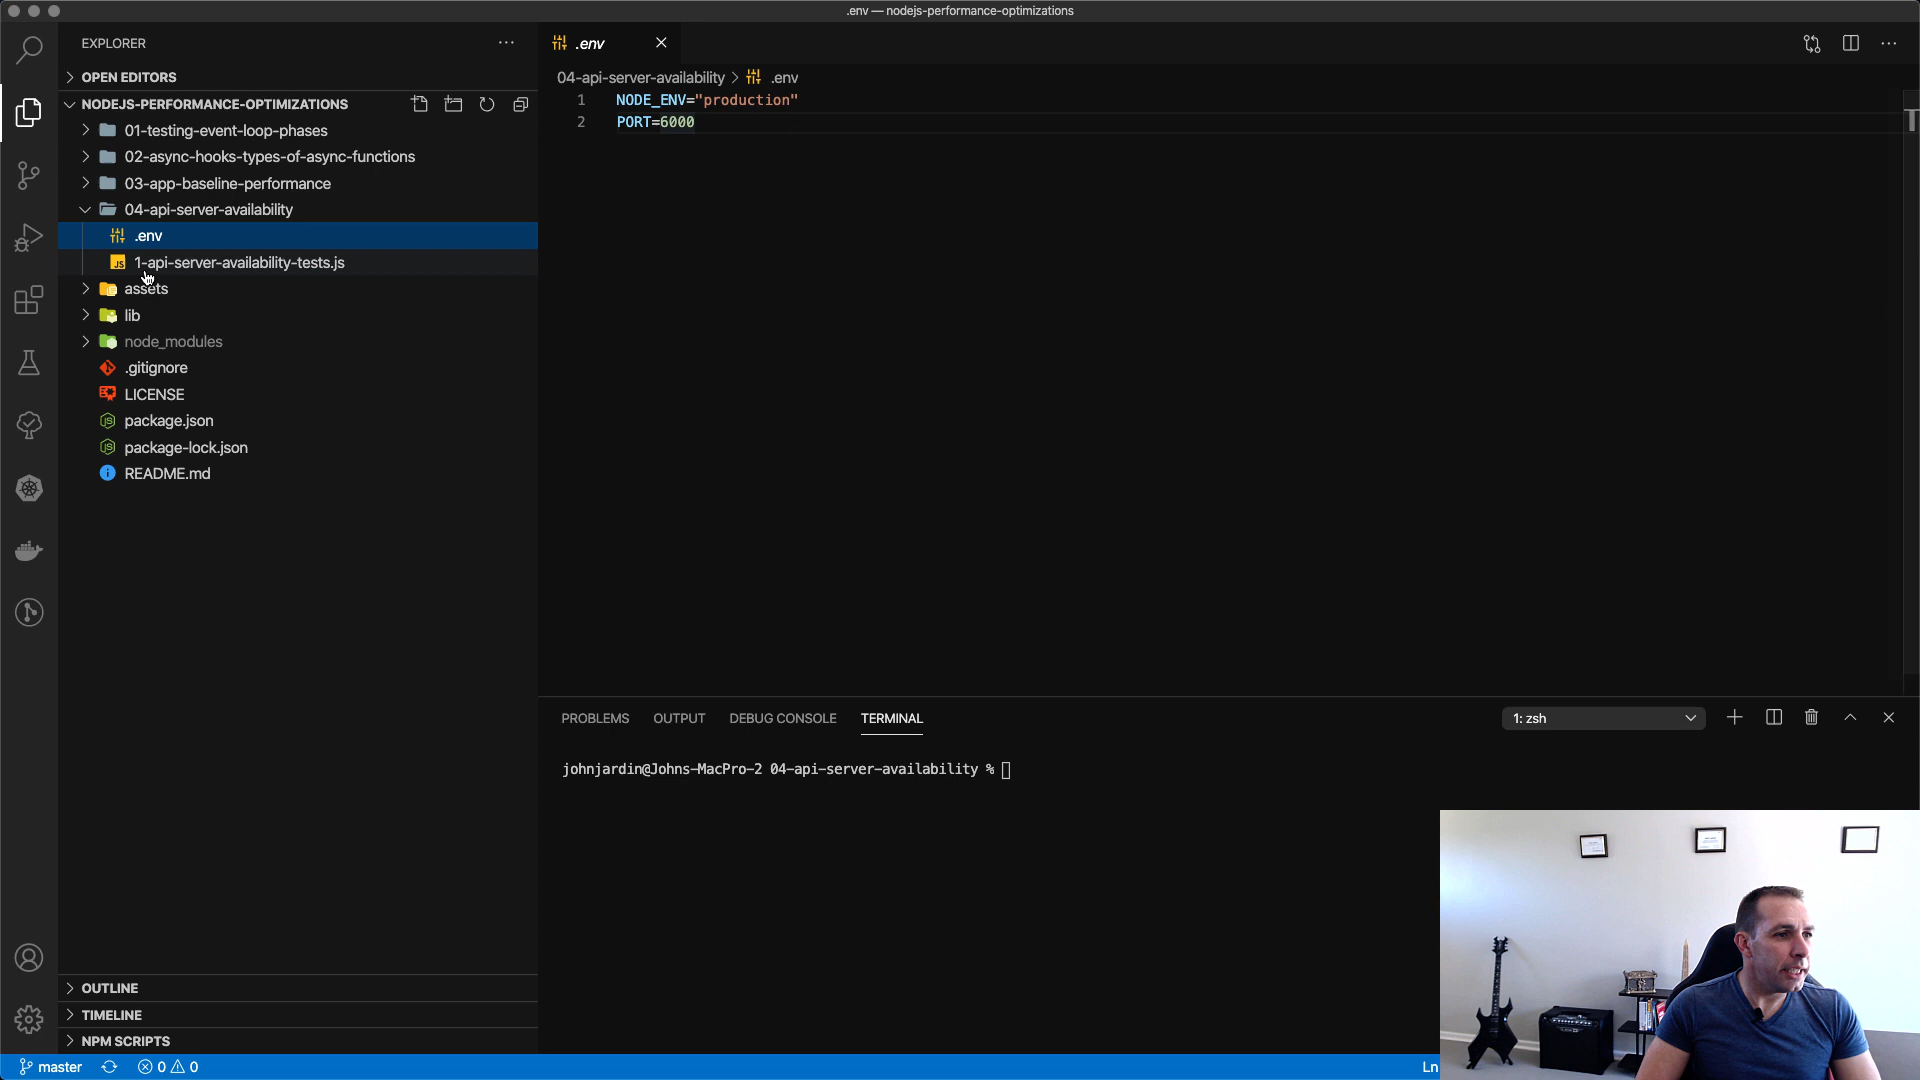 .env — nodejs-performance-optimizations
EXPLORER
OPEN EDITORS
NODEJS-PERFORMANCE-OPTIMIZATIONS
01-testing-event-loop-phases
02-async-hooks-types-of-async-functions
03-app-baseline-performance
04-api-server-availability
.env
JS 1-api-server-availability-tests.js
assets
lib
node_modules
.gitignore
LICENSE
package.json
package-lock.json
README.md
OUTLINE
TIMELINE
NPM SCRIPTS
.env
04-api-server-availability > .env
1 NODE_ENV="production"
2 PORT=6000
PROBLEMS OUTPUT DEBUG CONSOLE TERMINAL
1: zsh
johnjardin@Johns-MacPro-2 04-api-server-availability %
master 0 0
Ln